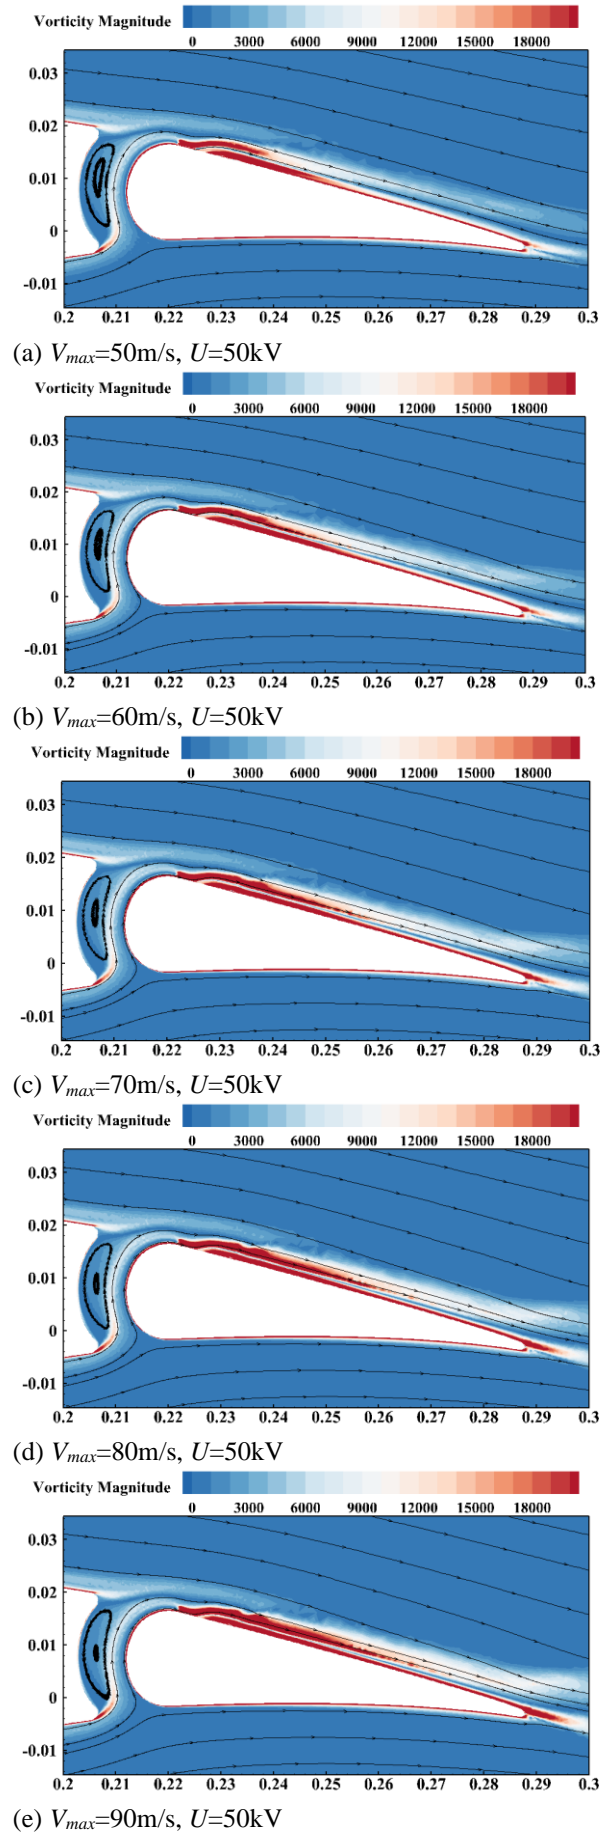 Vorticity Magnitude
0 3000 6000 9000 12000 15000 18000
0.03
0.02
0.01
0
-0.01
0.2 0.21 0.22 0.23 0.24 0.25 0.26 0.27 0.28 0.29 0.3
(a) Vmax=50m/s, U=50kV
Vorticity Magnitude
0 3000 6000 9000 12000 15000 18000
0.03
0.02
0.01
0
-0.01
0.2 0.21 0.22 0.23 0.24 0.25 0.26 0.27 0.28 0.29 0.3
(b) Vmax=60m/s, U=50kV
Vorticity Magnitude
0 3000 6000 9000 12000 15000 18000
0.03
0.02
0.01
0
-0.01
0.2 0.21 0.22 0.23 0.24 0.25 0.26 0.27 0.28 0.29 0.3
(c) Vmax=70m/s, U=50kV
Vorticity Magnitude
0 3000 6000 9000 12000 15000 18000
0.03
0.02
0.01
0
-0.01
0.2 0.21 0.22 0.23 0.24 0.25 0.26 0.27 0.28 0.29 0.3
(d) Vmax=80m/s, U=50kV
Vorticity Magnitude
0 3000 6000 9000 12000 15000 18000
0.03
0.02
0.01
0
-0.01
0.2 0.21 0.22 0.23 0.24 0.25 0.26 0.27 0.28 0.29 0.3
(e) Vmax=90m/s, U=50kV